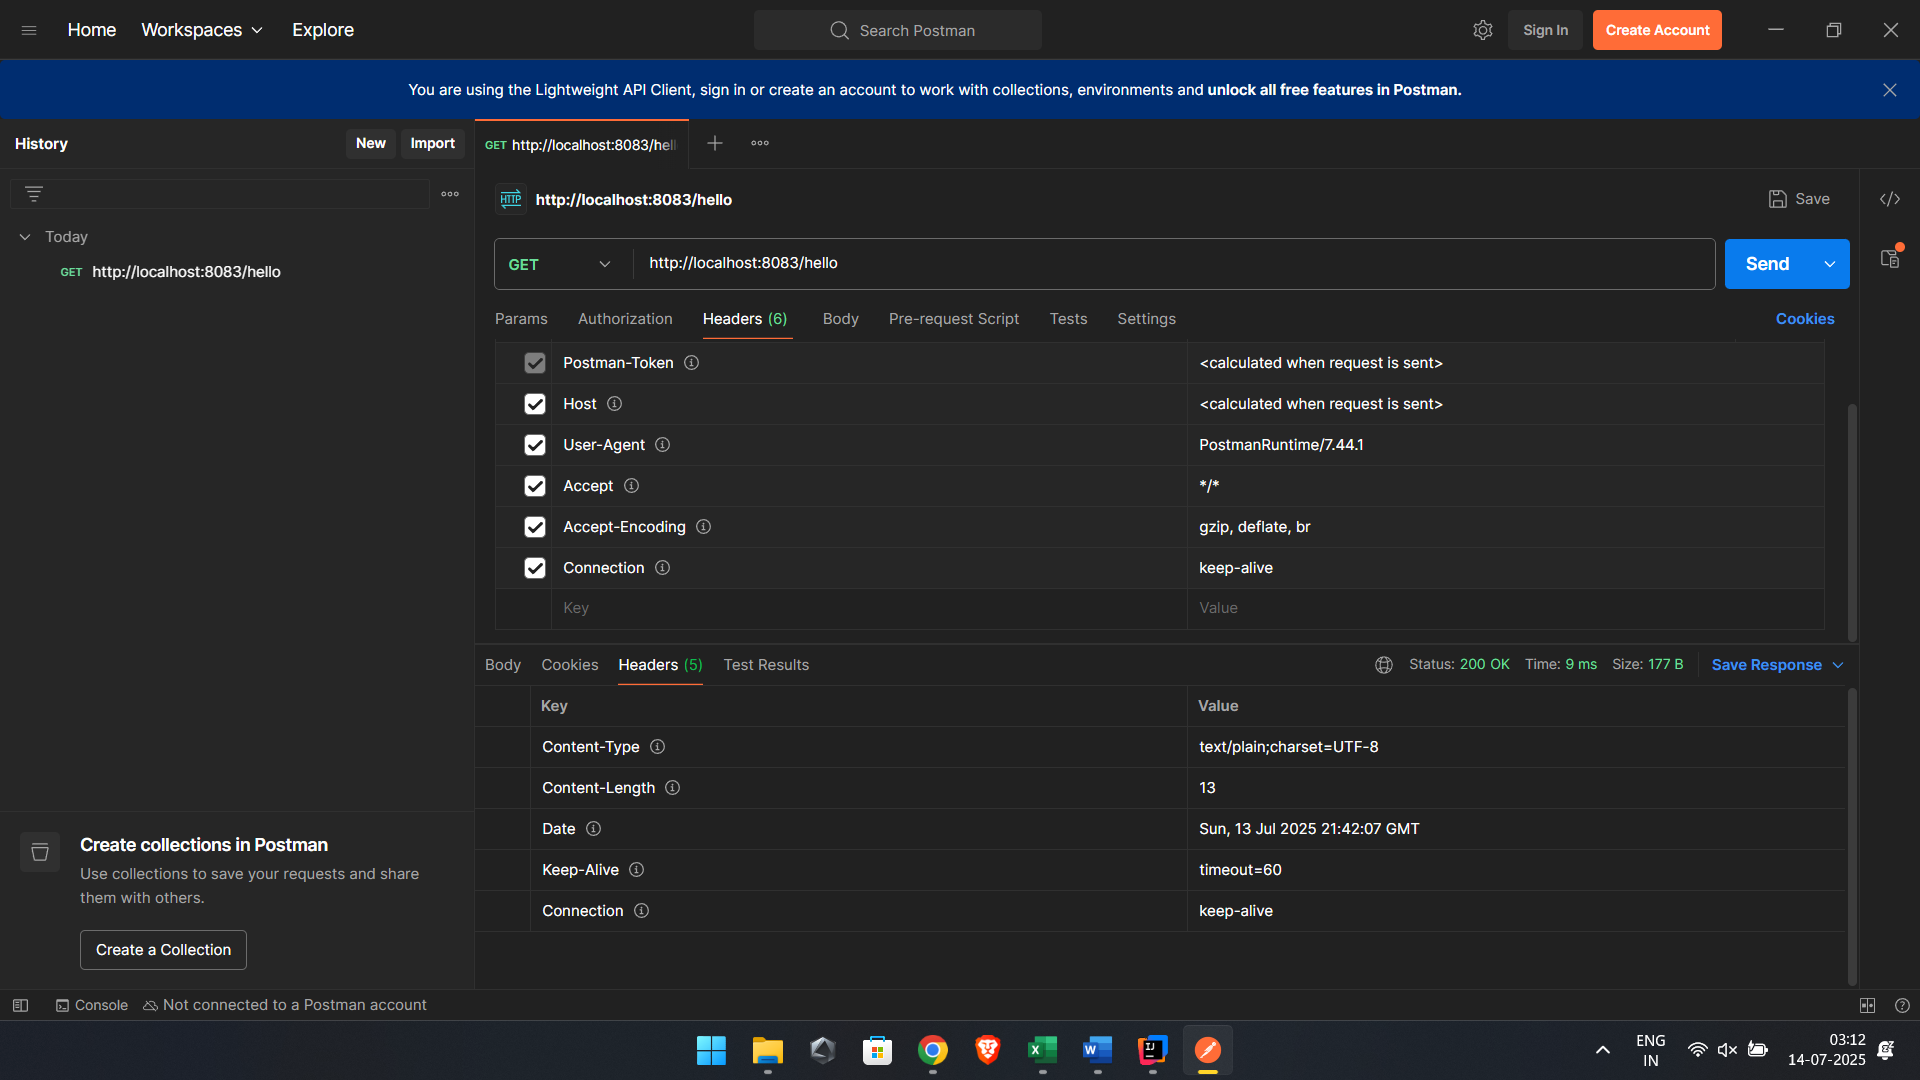 Home Workspaces Explore Search Postman Sign In Create Account
You are using the Lightweight API Client, sign in or create an account to work with collections, environments and unlock all free features in Postman.
History New Import
GET http://localhost:8083/hell
HTTP http://localhost:8083/hello Save
Today
GET http://localhost:8083/hello
GET http://localhost:8083/hello Send
Params Authorization Headers (6) Body Pre-request Script Tests Settings Cookies
Postman-Token <calculated when request is sent>
Host <calculated when request is sent>
User-Agent PostmanRuntime/7.44.1
Accept */*
Accept-Encoding gzip, deflate, br
Connection keep-alive
Key Value
Body Cookies Headers (5) Test Results Status: 200 OK Time: 9 ms Size: 177 B Save Response
Key Value
Content-Type text/plain;charset=UTF-8
Content-Length 13
Date Sun, 13 Jul 2025 21:42:07 GMT
Keep-Alive timeout=60
Connection keep-alive
Create collections in Postman
Use collections to save your requests and share
them with others.
Create a Collection
Console Not connected to a Postman account
ENG
IN
03:12
14-07-2025